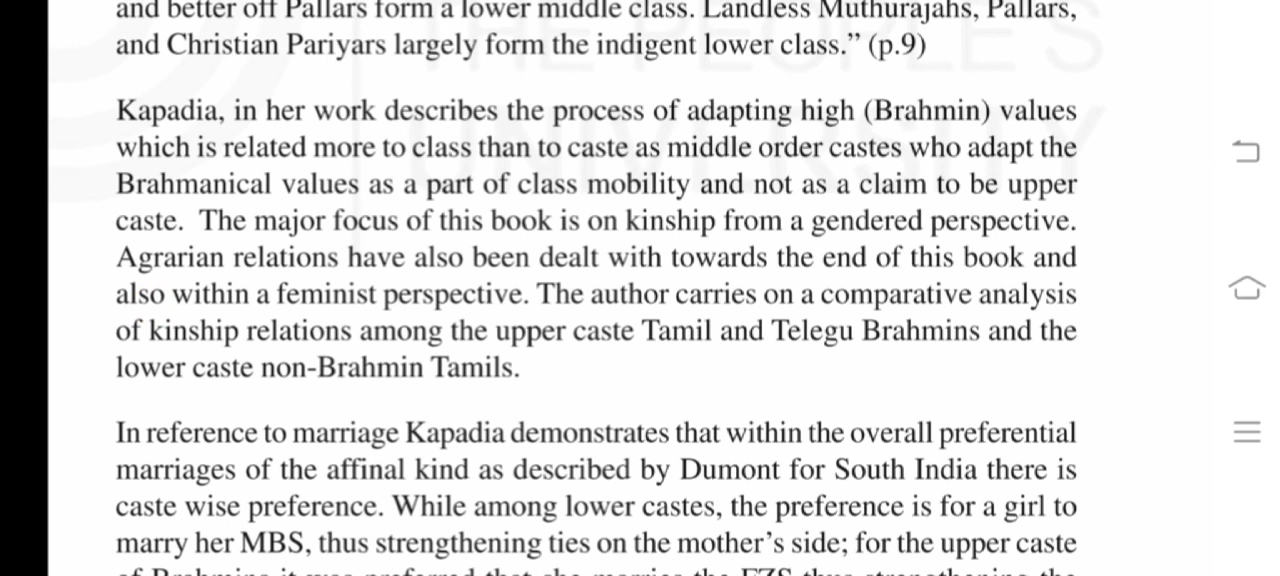 and better off Pallars form a lower middle class. Landless Muthurajahs, Pallars,
and Christian Pariyars largely form the indigent lower class.” (p.9)
Kapadia, in her work describes the process of adapting high (Brahmin) values
which is related more to class than to caste as middle order castes who adapt the
Brahmanical values as a part of class mobility and not as a claim to be upper
caste. The major focus of this book is on kinship from a gendered perspective.
Agrarian relations have also been dealt with towards the end of this book and
also within a feminist perspective. The author carries on a comparative analysis
of kinship relations among the upper caste Tamil and Telegu Brahmins and the
lower caste non-Brahmin Tamils.
In reference to marriage Kapadia demonstrates that within the overall preferential
marriages of the affinal kind as described by Dumont for South India there is
caste wise preference. While among lower castes, the preference is for a girl to
marry her MBS, thus strengthening ties on the mother’s side; for the upper caste
THE PEOPLE'S
UNIVERSITY